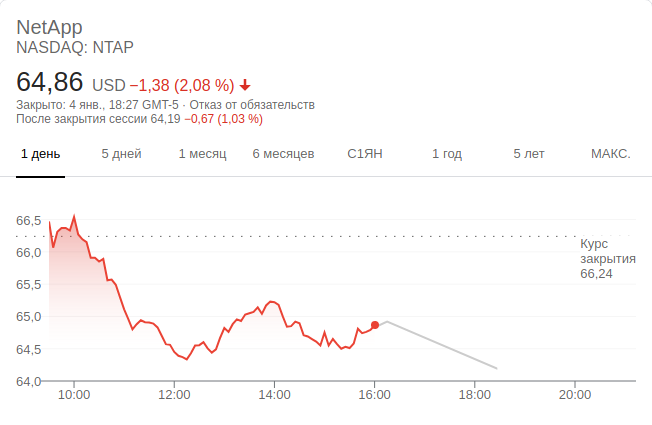 NetApp
NASDAQ: NTAP
64,86 USD −1,38 (2,08 %)
Закрыто: 4 янв., 18:27 GMT-5 · Отказ от обязательств
После закрытия сессии 64,19 −0,67 (1,03 %)
1 день 5 дней 1 месяц 6 месяцев С1ЯН 1 год 5 лет МАКС.
66,5
66,0
65,5
65,0
64,5
64,0
Курс
закрытия
66,24
10:00 12:00 14:00 16:00 18:00 20:00